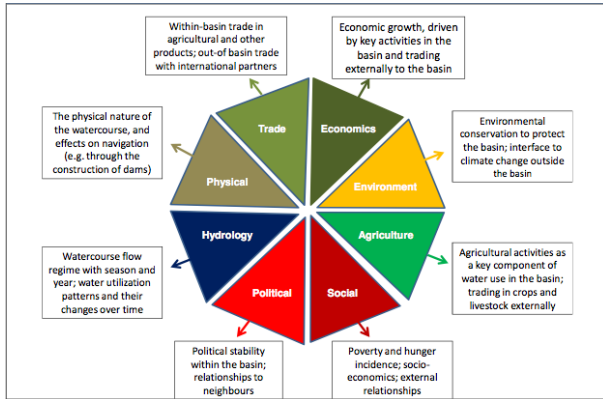 Within-basin trade in
agricultural and other
products; out-of basin trade
with international partners
Economic growth, driven
by key activities in the
basin and trading
externally to the basin
The physical nature of
the watercourse, and
effects on navigation
(e.g. through the
construction of dams)
Trade
Economics
Environmental
conservation to protect
the basin; interface to
climate change outside
the basin
Physical
Environment
Hydrology
Agriculture
Watercourse flow
regime with season and
year; water utilization
patterns and their
changes over time
Agricultural activities as
a key component of
water use in the basin;
trading in crops and
livestock externally
Political
Social
Political stability
within the basin;
relationships to
neighbours
Poverty and hunger
incidence; socio-
economics; external
relationships